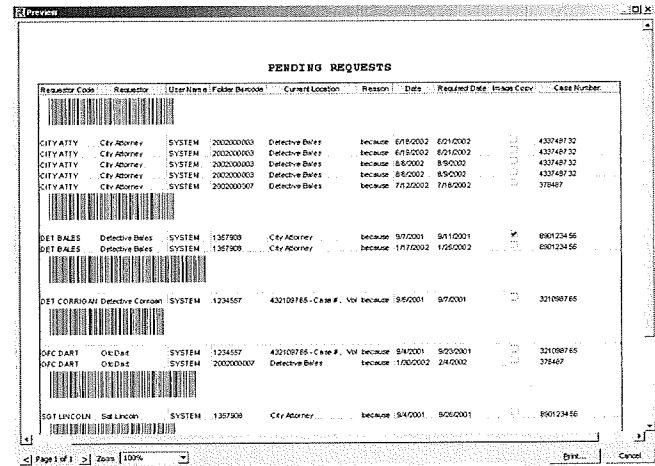 Preview
PENDING REQUESTS
Requestor Code Requestor User Name Folder Barcode Current Location Reason Date Required Date Image Copy Case Number
CITY ATTY City Attorney SYSTEM 2002000003 Detective Bales because 6/18/2002 6/21/2002 433748732
CITY ATTY City Attorney SYSTEM 2002000003 Detective Bales because 6/19/2002 6/21/2002 433748732
CITY ATTY City Attorney SYSTEM 2002000003 Detective Bales because 8/8/2002 8/9/2002 433748732
CITY ATTY City Attorney SYSTEM 2002000003 Detective Bales because 8/8/2002 8/9/2002 433748732
CITY ATTY City Attorney SYSTEM 2002000007 Detective Bales because 7/12/2002 7/16/2002 378487
DET BALES Detective Bales SYSTEM 1357908 City Attorney because 9/7/2001 9/11/2001 890123456
DET BALES Detective Bales SYSTEM 1357908 City Attorney because 1/17/2002 1/25/2002 890123456
DET CORRIGAN Detective Corrigan SYSTEM 1234557 432109765 - Case # , Vol because 9/6/2001 9/7/2001 321098765
OFC DART Ofc Dart SYSTEM 1234557 432109765 - Case # , Vol because 9/4/2001 9/23/2001 321098765
OFC DART Ofc Dart SYSTEM 2002000007 Detective Bales because 1/30/2002 2/4/2002 378487
SGT LINCOLN Sgt Lincoln SYSTEM 1357908 City Attorney because 9/4/2001 9/26/2001 890123456
< Page 1 of 1 > Zoom 100% Print... Cancel